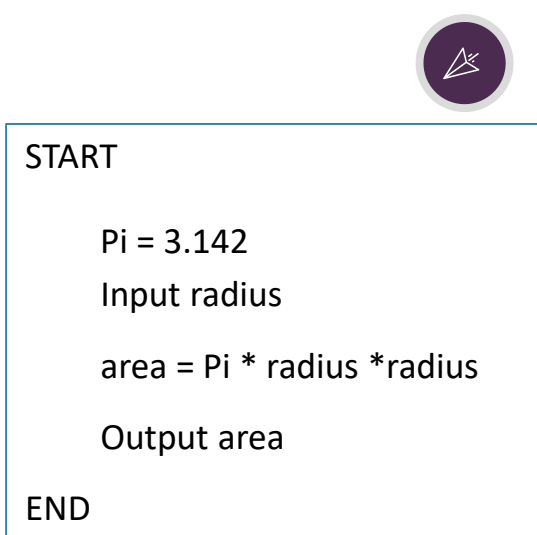 START
Pi = 3.142
Input radius
area = Pi * radius *radius
Output area
END